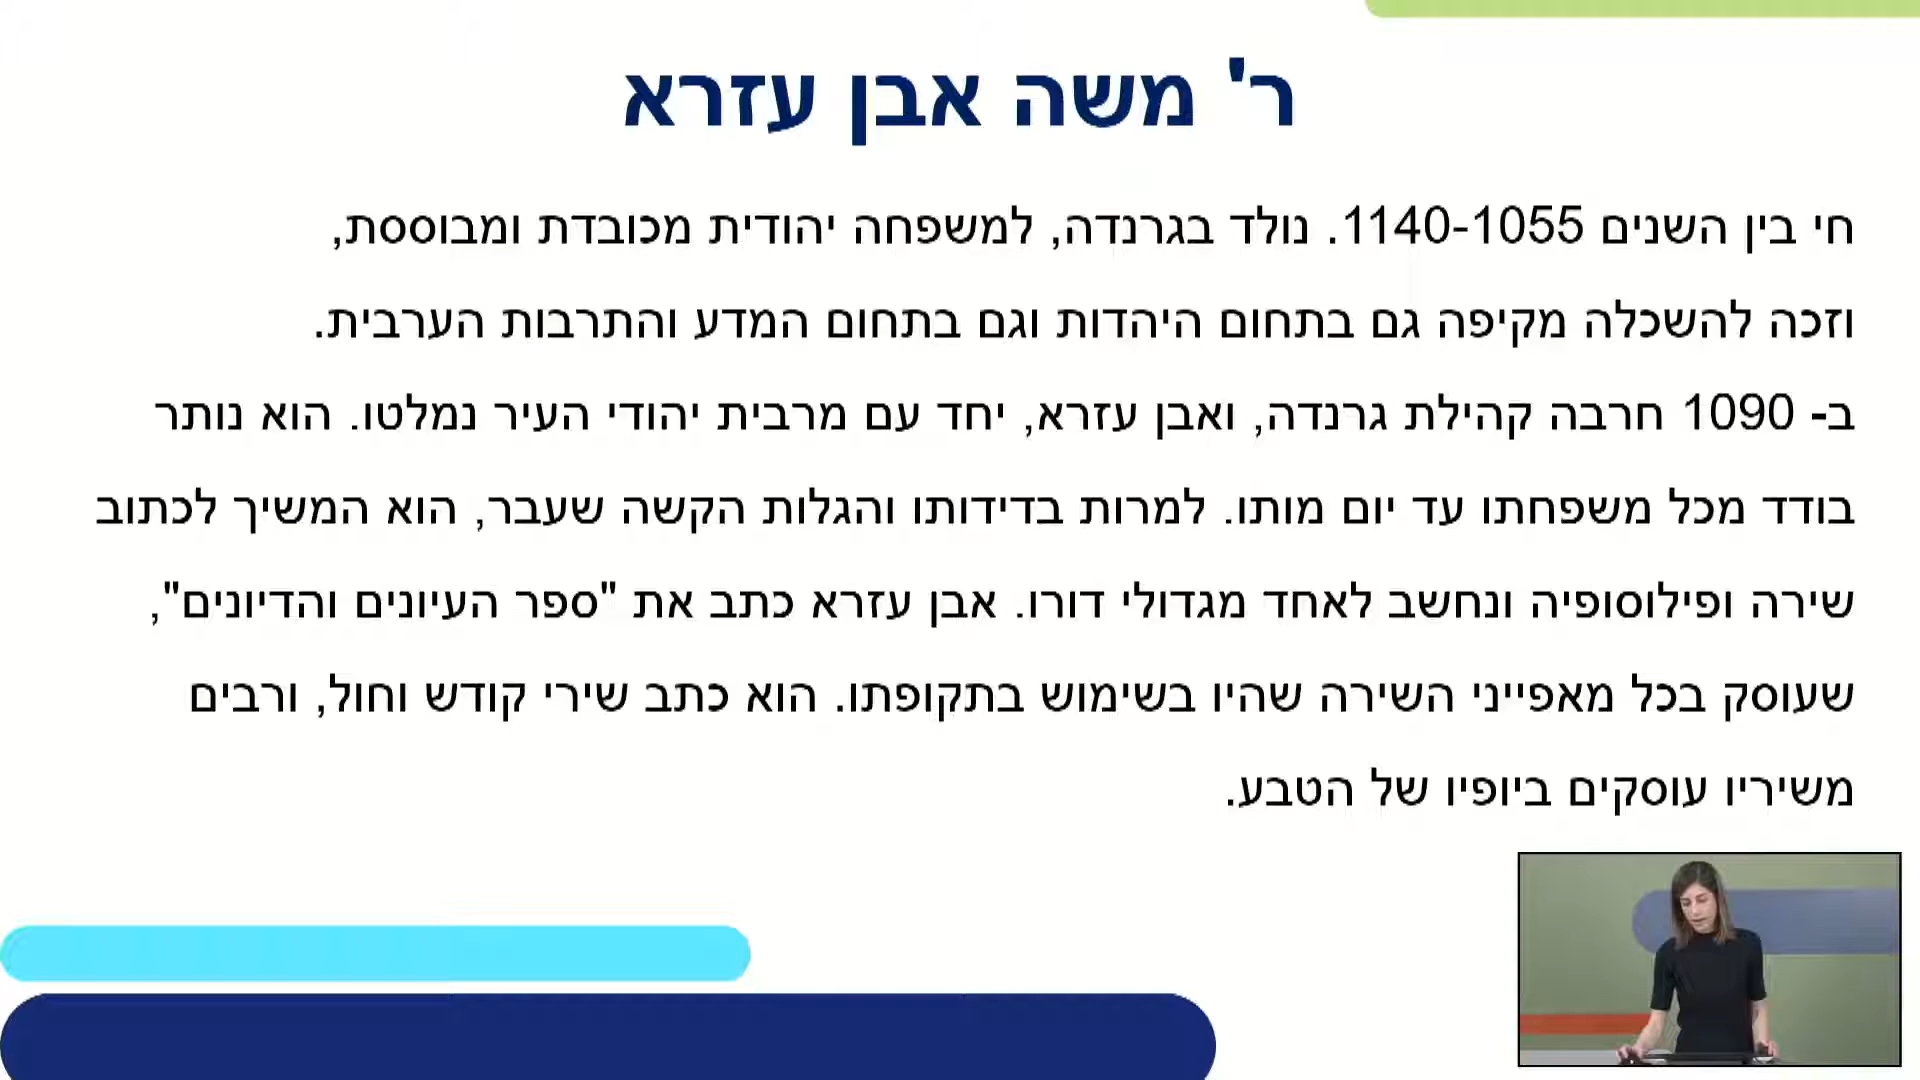 ר' משה אבן עזרא
חי בין השנים 1140-1055. נולד בגרנדה, למשפחה יהודית מכובדת ומבוססת,
וזכה להשכלה מקיפה גם בתחום היהדות וגם בתחום המדע והתרבות הערבית.
ב- 1090 חרבה קהילת גרנדה, ואבן עזרא, יחד עם מרבית יהודי העיר נמלטו. הוא נותר
בודד מכל משפחתו עד יום מותו. למרות בדידותו והגלות הקשה שעבר, הוא המשיך לכתוב
שירה ופילוסופיה ונחשב לאחד מגדולי דורו. אבן עזרא כתב את "ספר העיונים והדיונים",
שעוסק בכל מאפייני השירה שהיו בשימוש בתקופתו. הוא כתב שירי קודש וחול, ורבים
משיריו עוסקים ביופיו של הטבע.